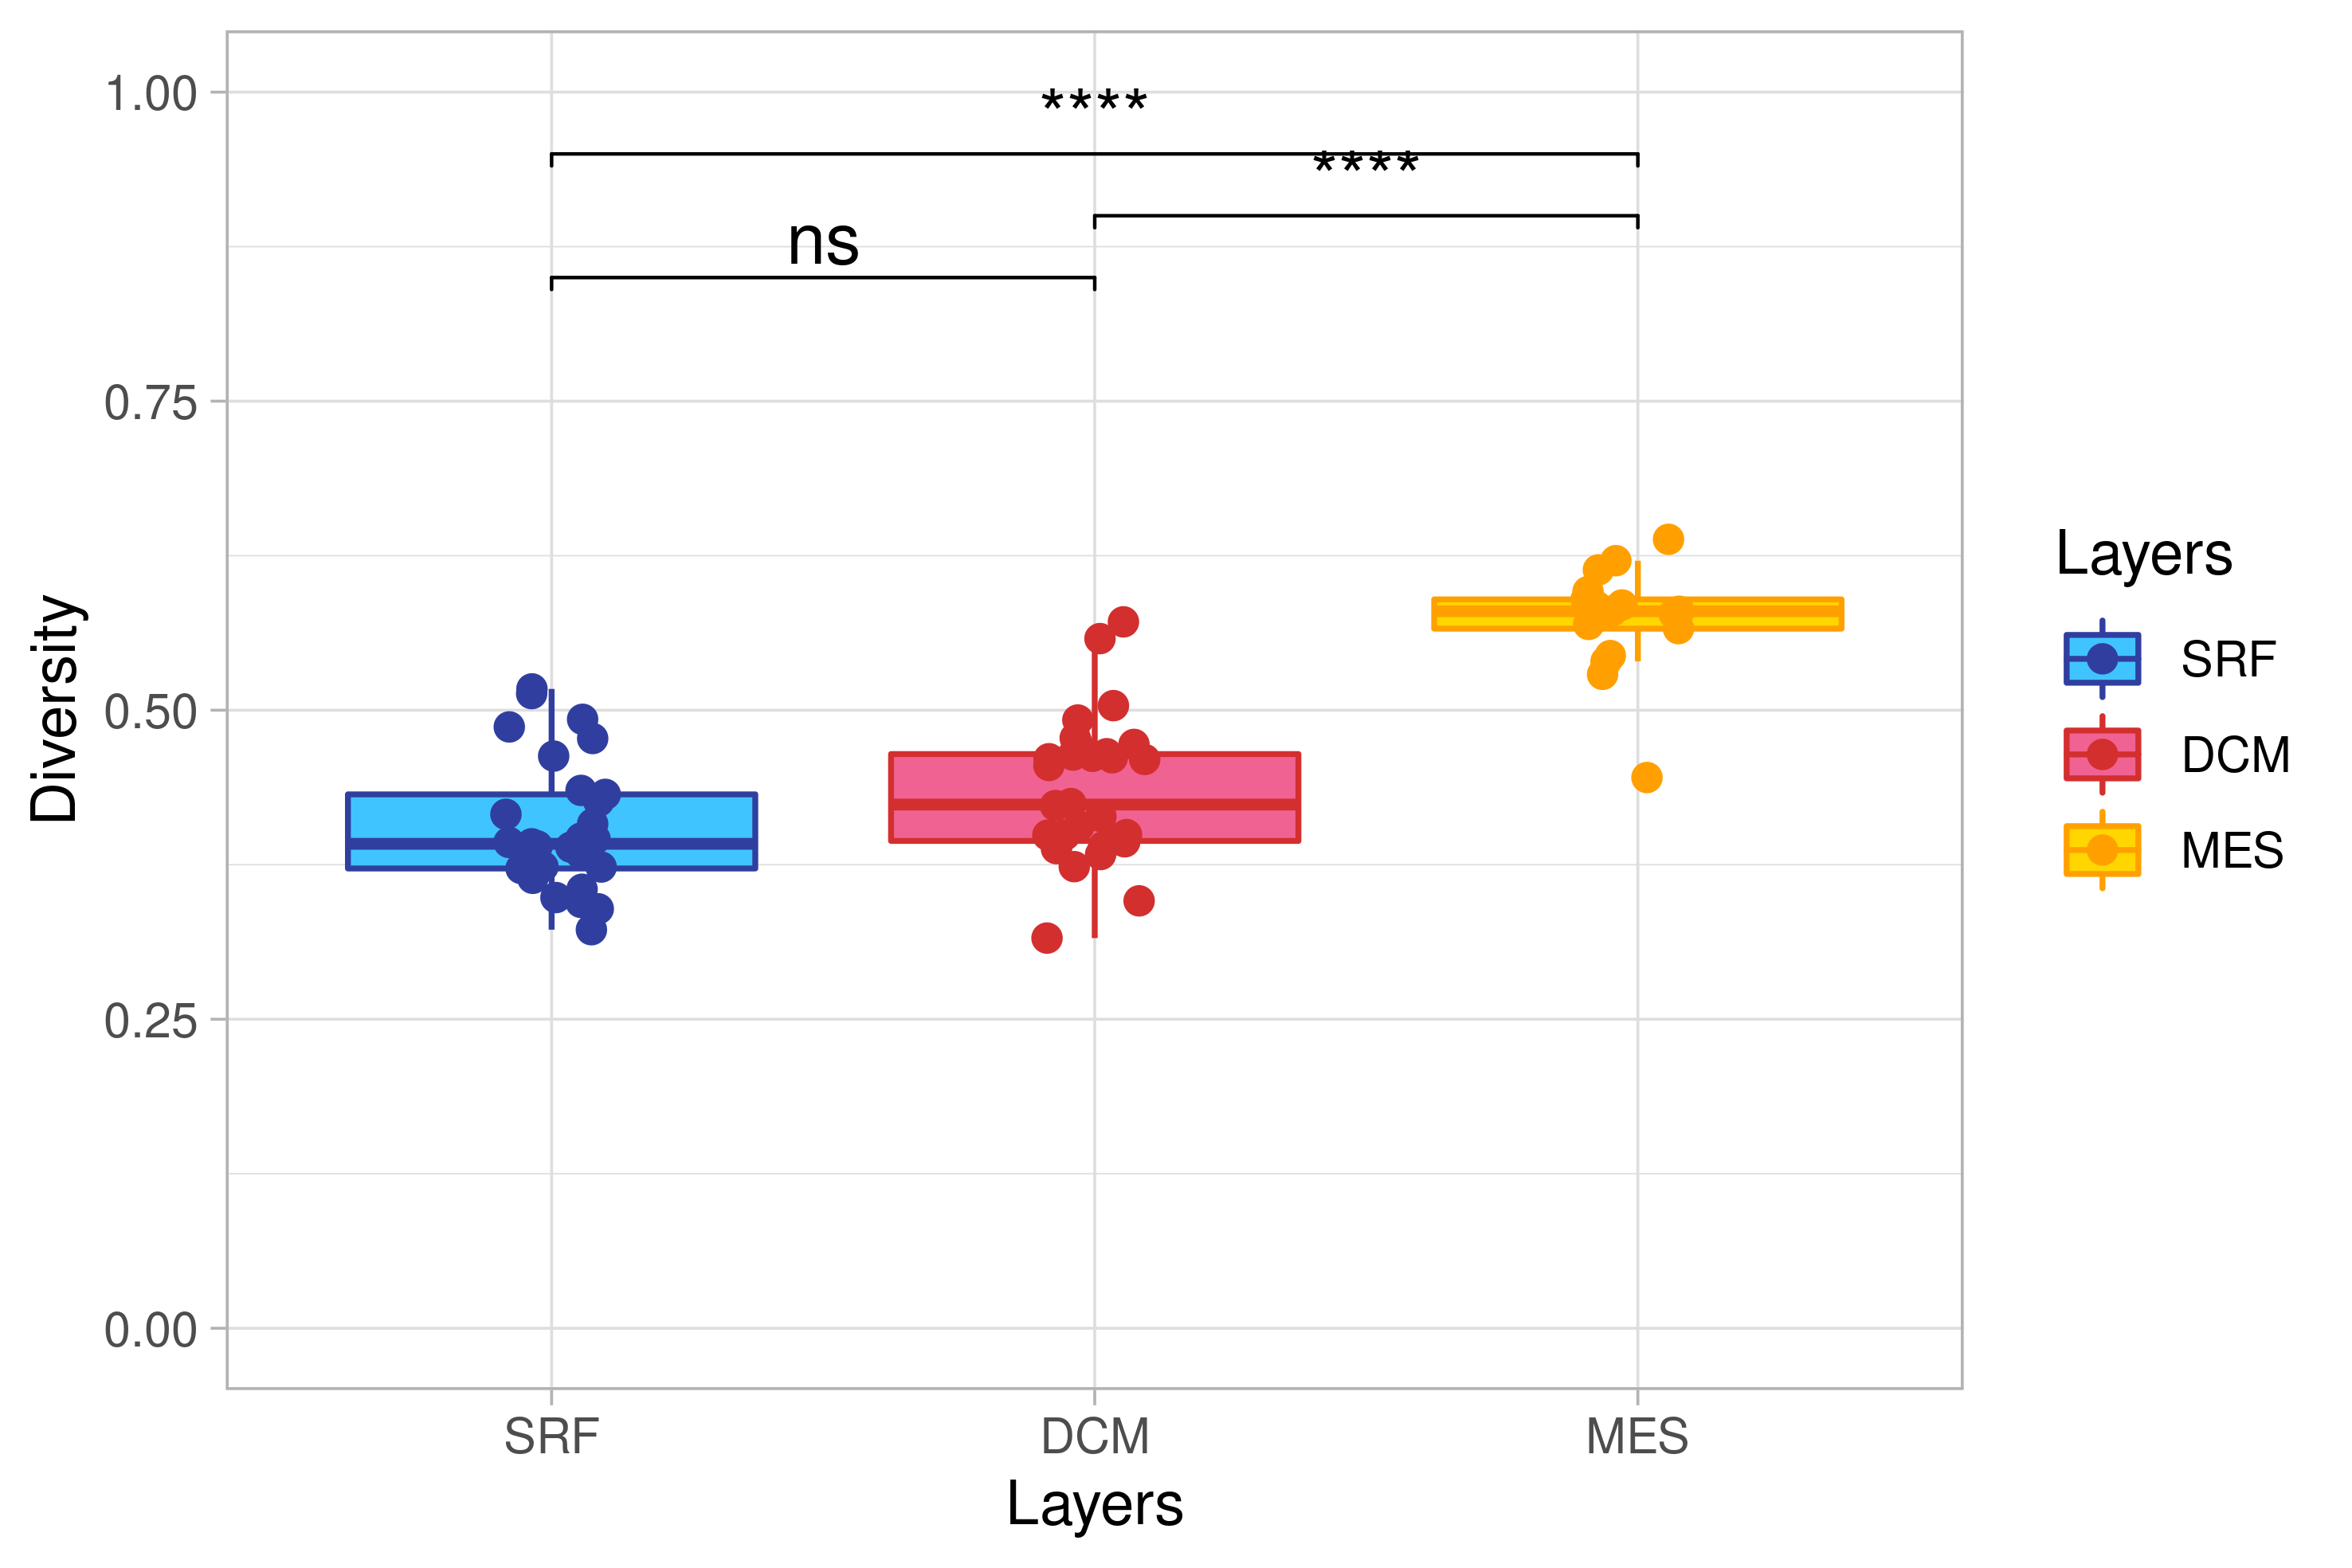 1.00
0.75
0.50
0.25
0.00
Diversity
****
****
ns
SRF
DCM
MES
Layers
Layers
SRF
DCM
MES